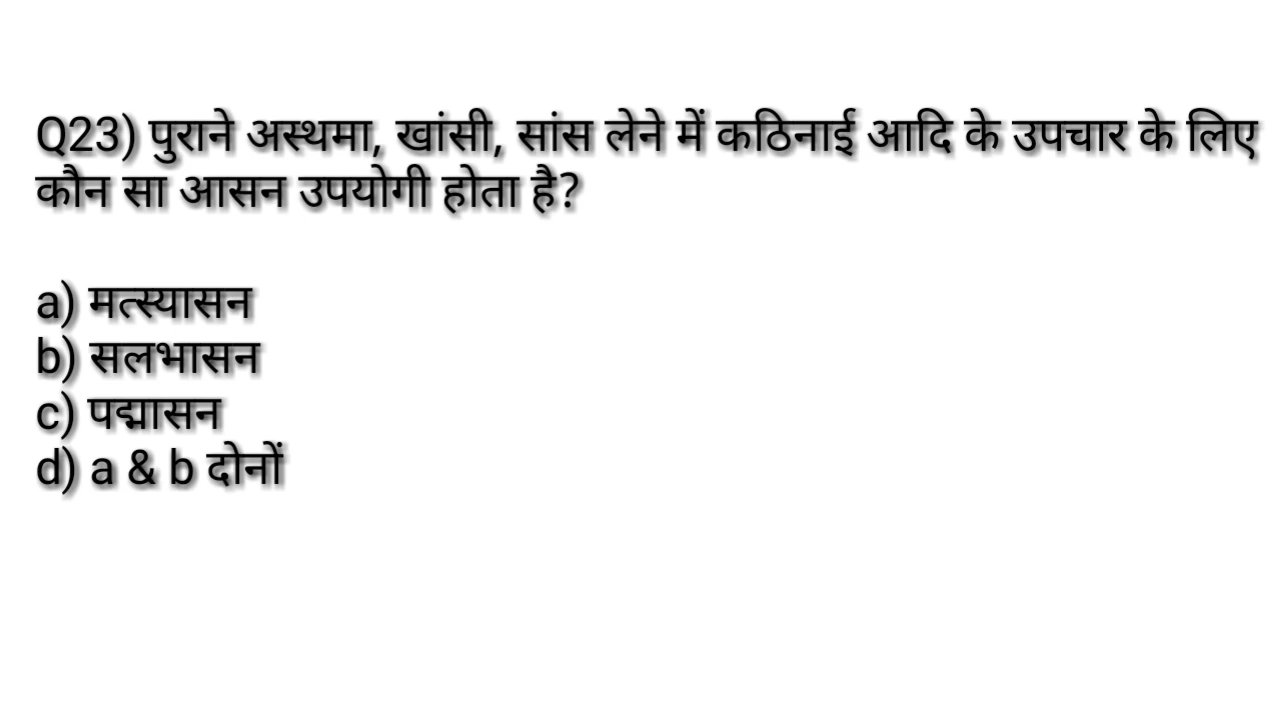 Q23) पुराने अस्थमा, खांसी, सांस लेने में कठिनाई आदि के उपचार के लिए
कौन सा आसन उपयोगी होता है?
a) मत्स्यासन
b) सलभासन
c) पद्मासन
d) a & b दोनों